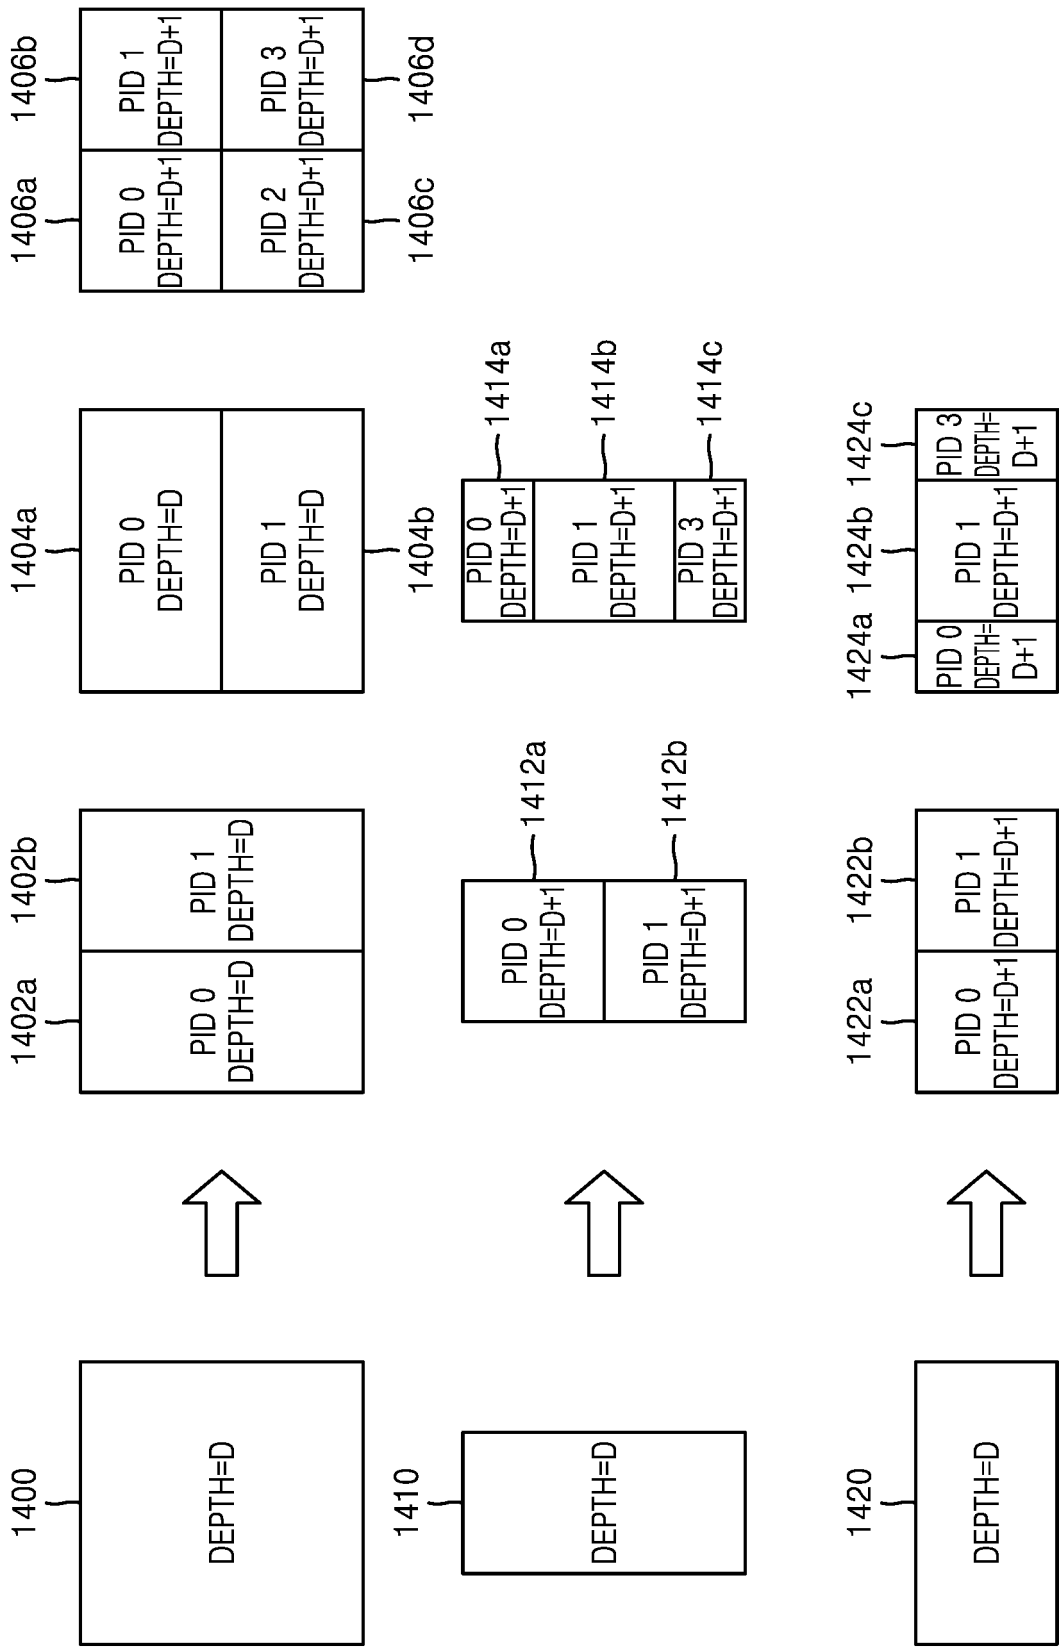 1400
DEPTH=D
1402a
1402b
PID 0
DEPTH=D
PID 1
DEPTH=D
1404a
PID 0
DEPTH=D
PID 1
DEPTH=D
1404b
1406a
1406b
PID 0
DEPTH=D+1
PID 1
DEPTH=D+1
PID 2
DEPTH=D+1
PID 3
DEPTH=D+1
1406c
1406d
1410
DEPTH=D
PID 0
DEPTH=D+1
1412a
PID 1
DEPTH=D+1
1412b
PID 0
DEPTH=D+1
1414a
PID 1
DEPTH=D+1
1414b
PID 3
DEPTH=D+1
1414c
1420
DEPTH=D
1422a
1422b
PID 0
DEPTH=D+1
PID 1
DEPTH=D+1
1424a
1424b
1424c
PID 0
DEPTH=
D+1
PID 1
DEPTH=D+1
PID 3
DEPTH=
D+1